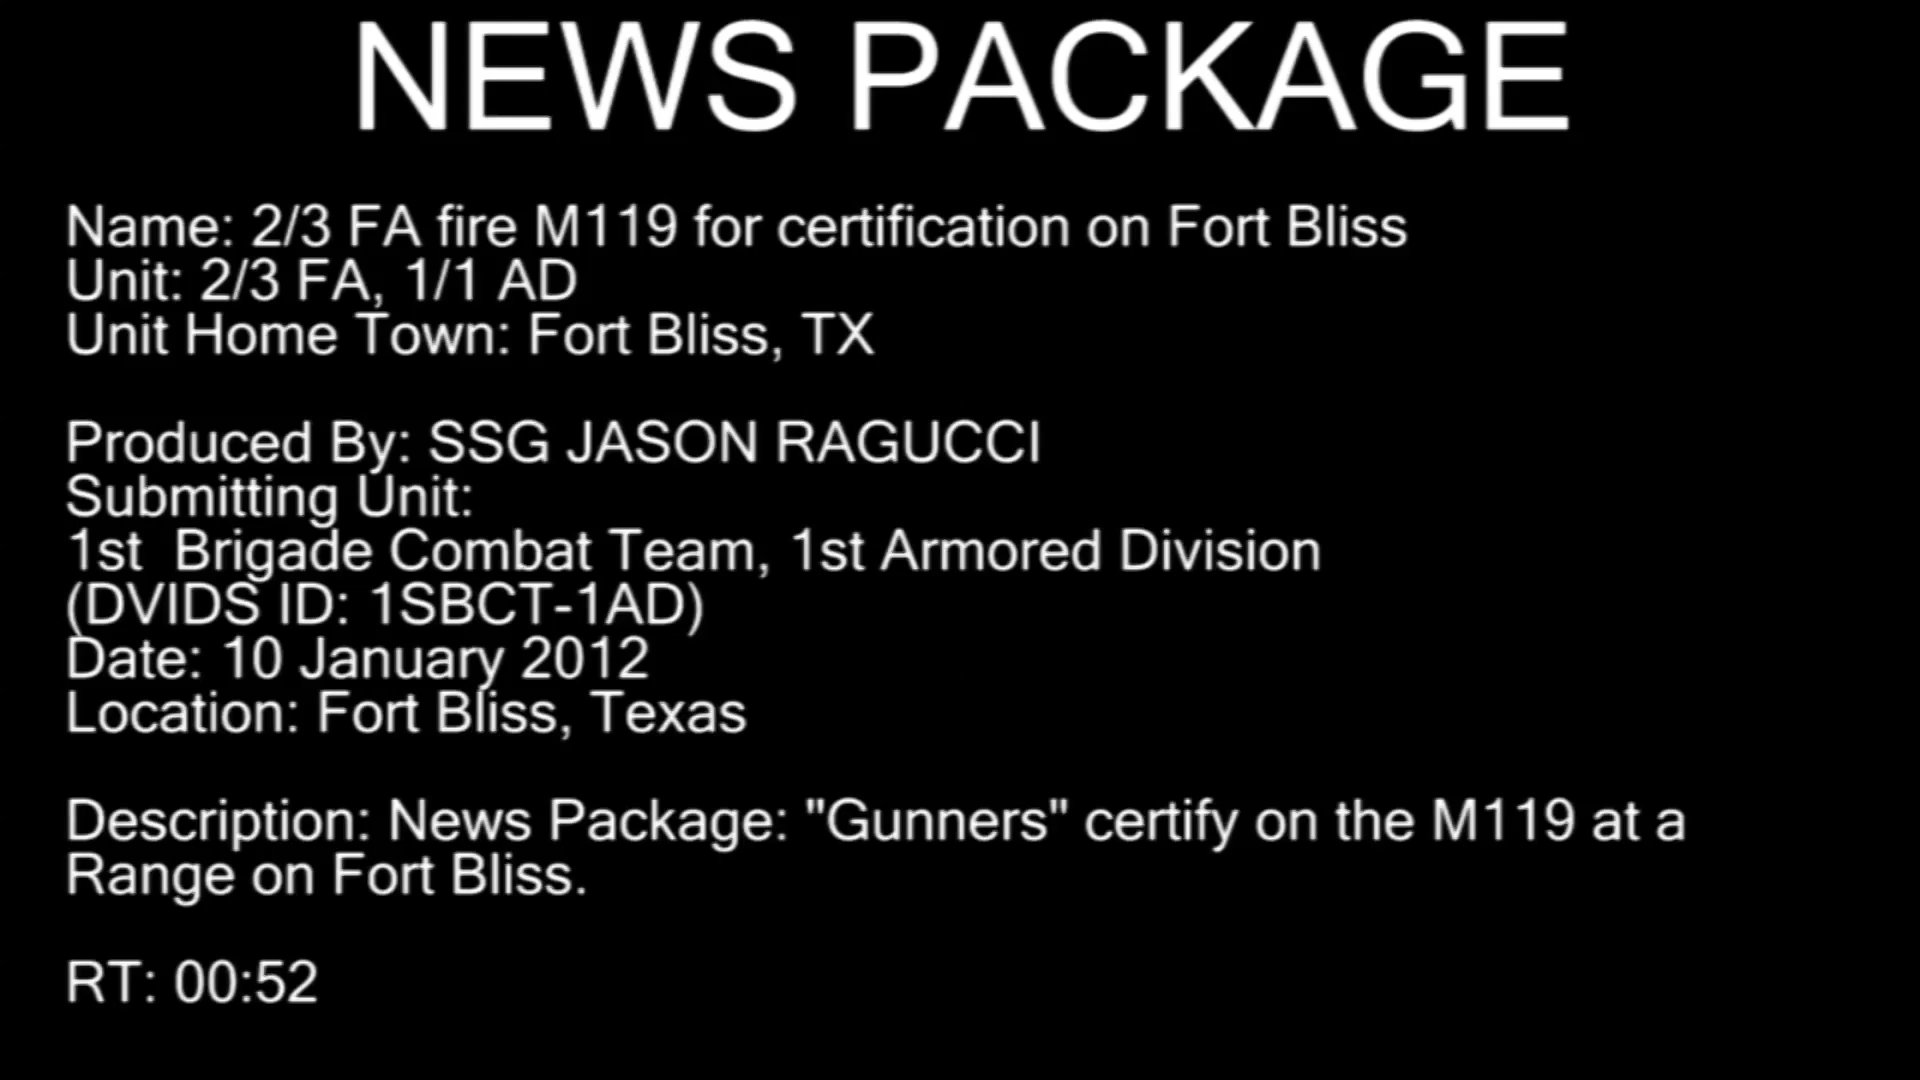 NEWS PACKAGE
Name: 2/3 FA fire M119 for certification on Fort Bliss
Unit: 2/3 FA, 1/1 AD
Unit Home Town: Fort Bliss, TX
Produced By: SSG JASON RAGUCCI
Submitting Unit:
1st  Brigade Combat Team, 1st Armored Division
(DVIDS ID: 1SBCT-1AD)
Date: 10 January 2012
Location: Fort Bliss, Texas
Description: News Package: "Gunners" certify on the M119 at a
Range on Fort Bliss.
RT: 00:52